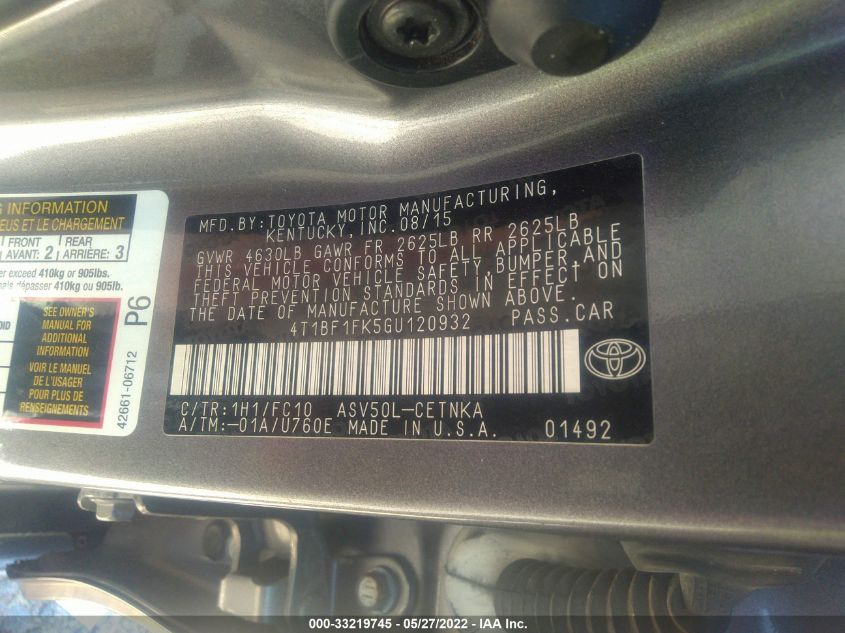 G INFORMATION
EUS ET LE CHARGEMENT
FRONT
AVANT: 2
REAR
ARRIÈRE: 3
er exceed 410kg or 905lbs.
mais dépasser 410kg ou 905lb.
SEE OWNER'S
MANUAL FOR
ADDITIONAL
INFORMATION
VOIR LE MANUEL
DE L'USAGER
POUR PLUS DE
RENSEIGNEMENTS
P6
42661-06712
MFD.BY:TOYOTA MOTOR MANUFACTURING,
KENTUCKY,INC.08/15
GVWR 4630LB GAWR FR 2625LB RR 2625LB
THIS VEHICLE CONFORMS TO ALL APPLICABLE
FEDERAL MOTOR VEHICLE SAFETY,BUMPER,AND
THEFT PREVENTION STANDARDS IN EFFECT ON
THE DATE OF MANUFACTURE SHOWN ABOVE.
4T1BF1FK5GU120932 PASS.CAR
C/TR:1H1/FC10 ASV50L-CETNKA
A/TM:-01A/U760E MADE IN U.S.A. 01492
000-33219745 — 05/27/2022 — IAA Inc.